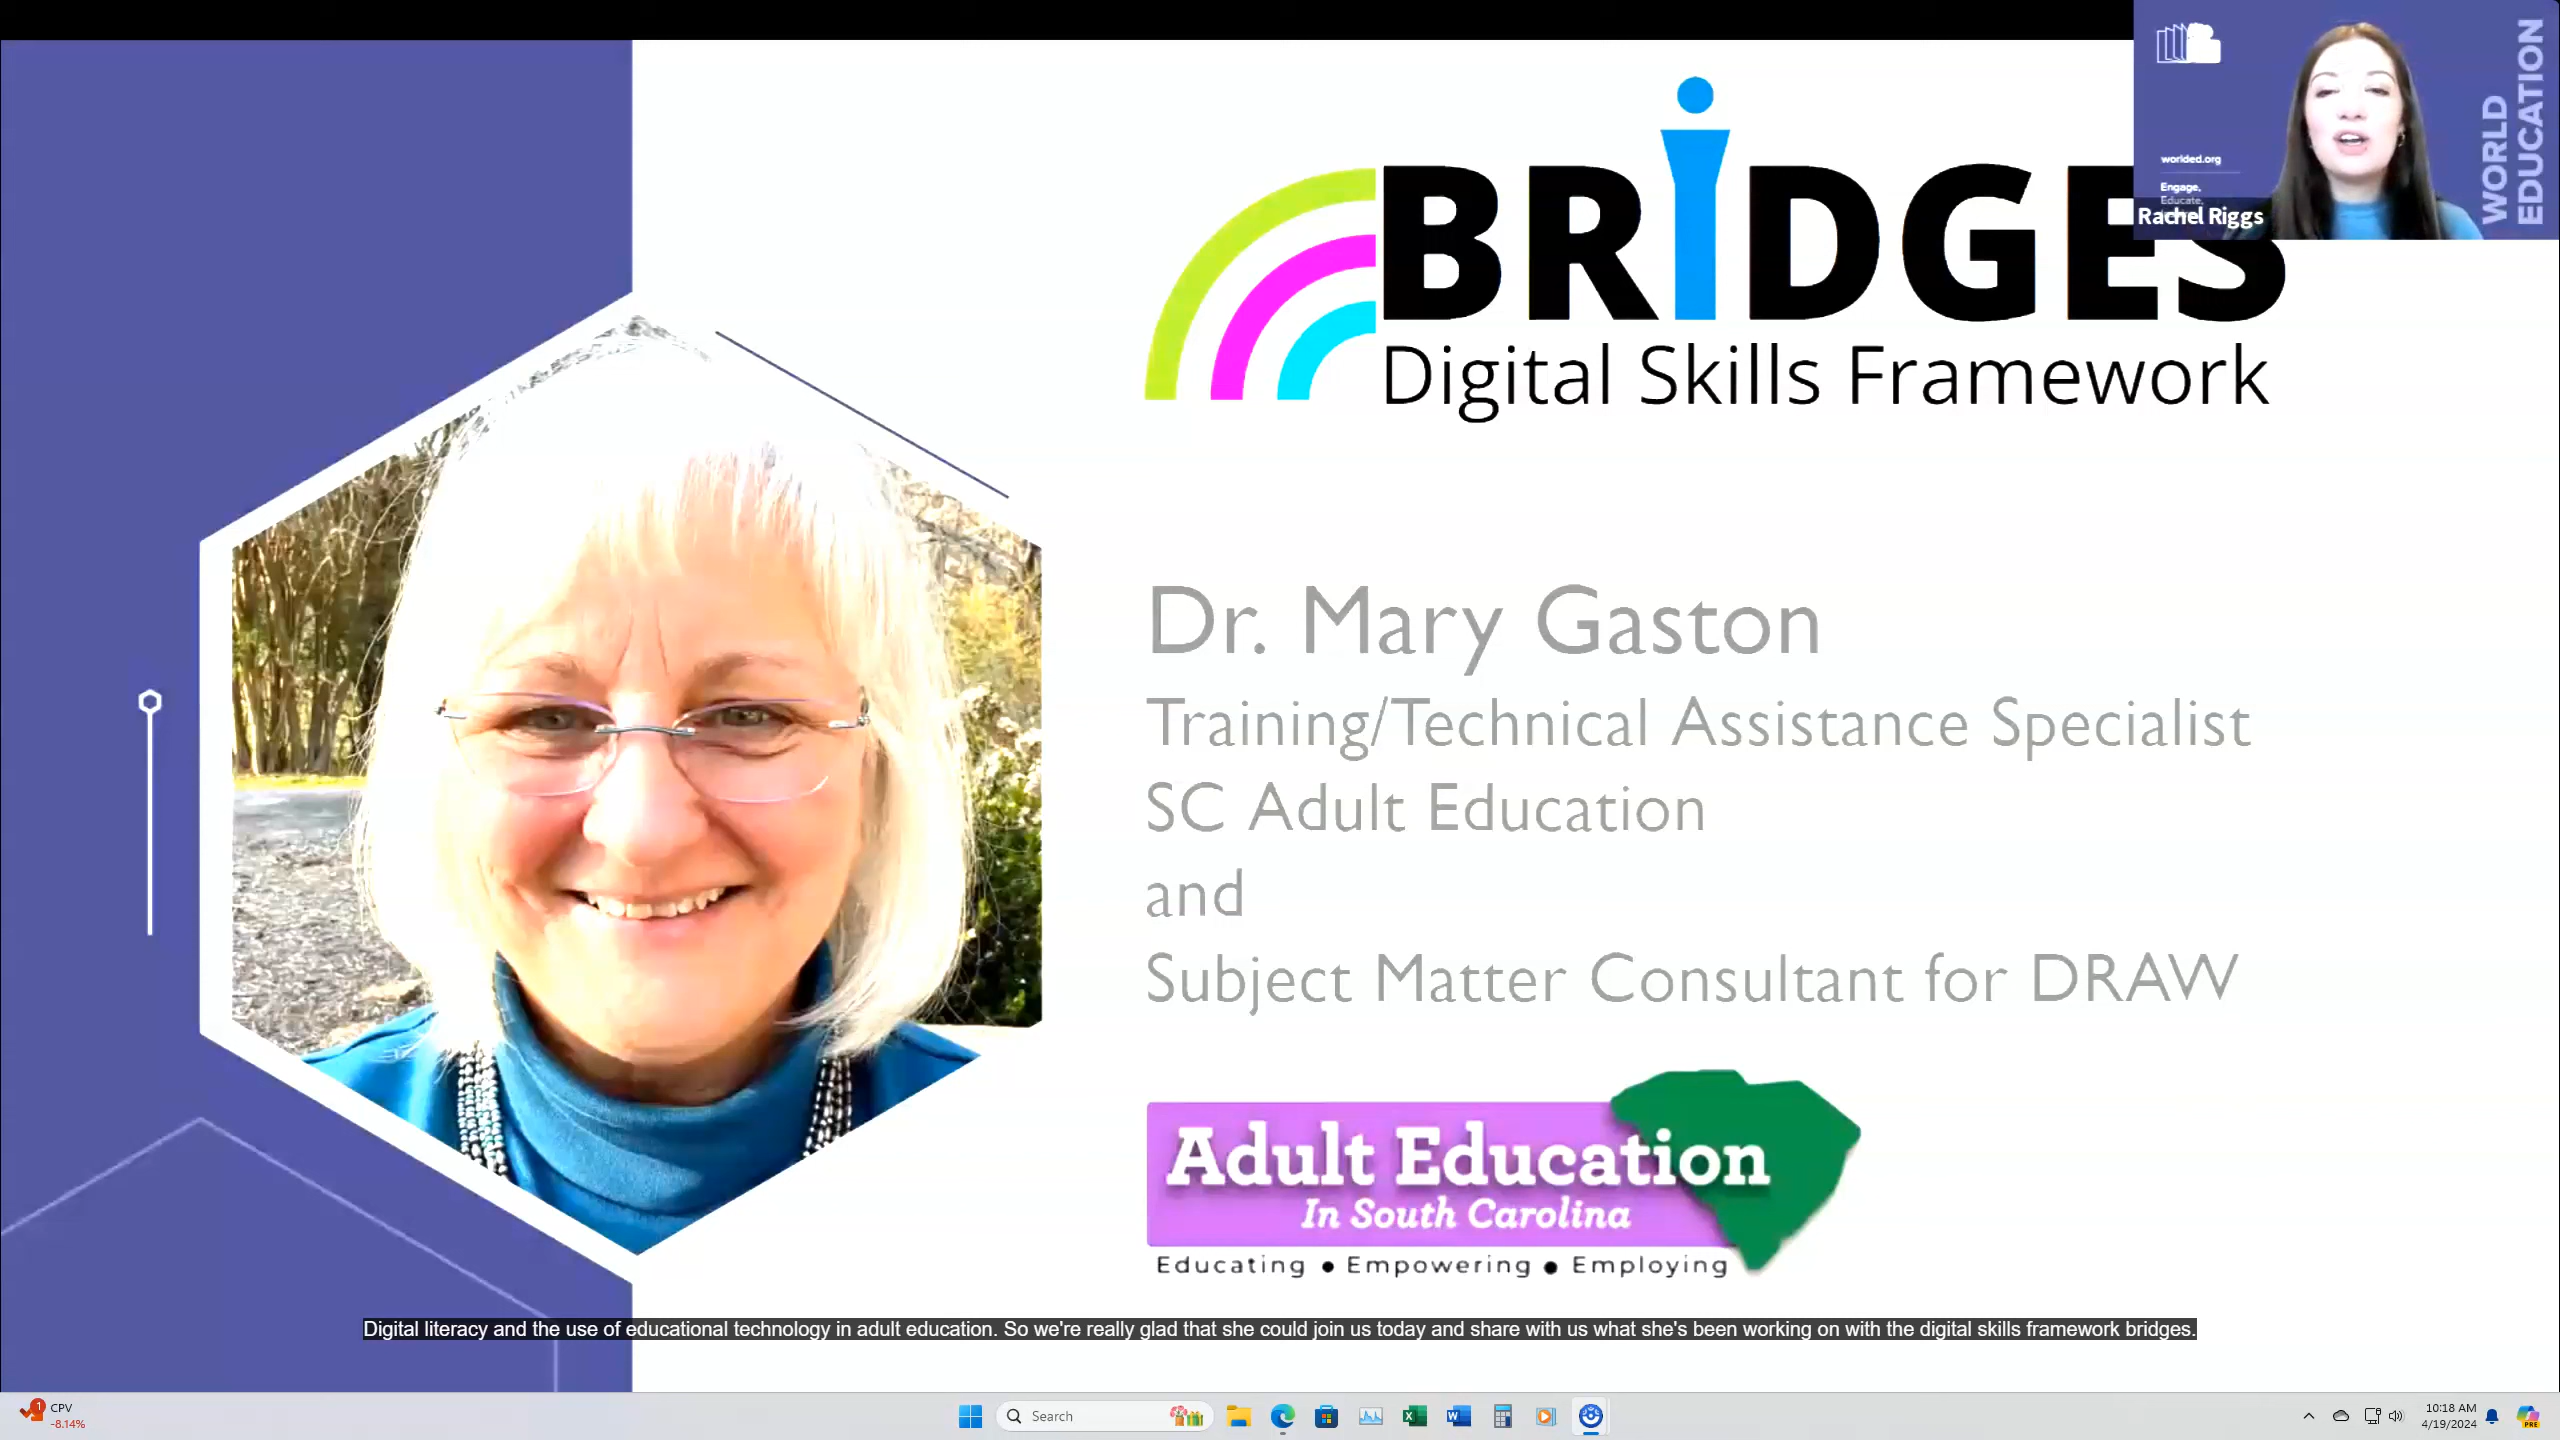 BRIDGES
Digital Skills Framework
worlded.org
Engage,
Educate,
Rachel Riggs
WORLD
EDUCATION
Dr. Mary Gaston
Training/Technical Assistance Specialist
SC Adult Education
and
Subject Matter Consultant for DRAW
Adult Education
In South Carolina
Educating • Empowering • Employing
Digital literacy and the use of educational technology in adult education. So we're really glad that she could join us today and share with us what she's been working on with the digital skills framework bridges.
1
CPV
-8.14%
Search
10:18 AM
4/19/2024
PRE